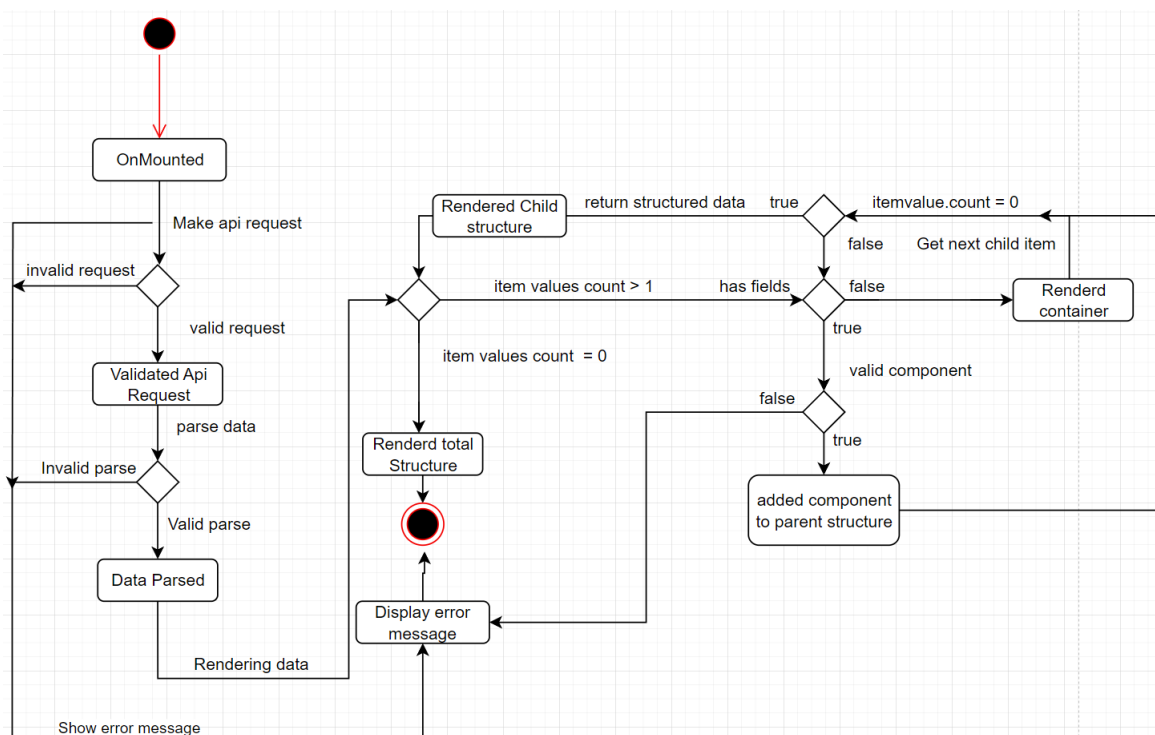 OnMounted
Make api request
invalid request
valid request
Validated Api
Request
parse data
Invalid parse
Valid parse
Data Parsed
Rendering data
Show error message
Rendered Child
structure
return structured data
true
itemvalue.count = 0
false
Get next child item
item values count > 1
has fields
false
Renderd
container
true
item values count = 0
valid component
false
true
Renderd total
Structure
added component
to parent structure
Display error
message